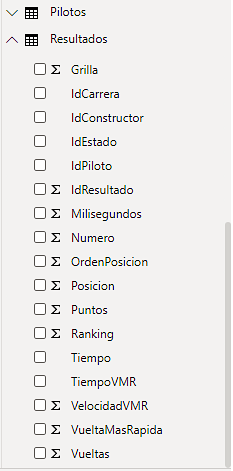 Pilotos
Resultados
Σ Grilla
IdCarrera
IdConstructor
IdEstado
IdPiloto
Σ IdResultado
Σ Milisegundos
Σ Numero
Σ OrdenPosicion
Σ Posicion
Σ Puntos
Σ Ranking
Tiempo
TiempoVMR
Σ VelocidadVMR
Σ VueltaMasRapida
Σ Vueltas